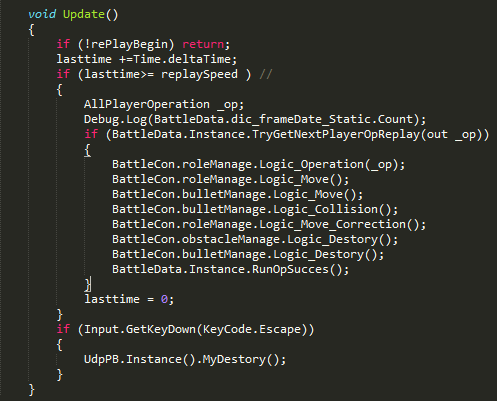 void Update()
{
if (!rePlayBegin) return;
lasttime +=Time.deltaTime;
if (lasttime>= replaySpeed ) //
{
AllPlayerOperation _op;
Debug.Log(BattleData.dic_frameDate_Static.Count);
if (BattleData.Instance.TryGetNextPlayerOpReplay(out _op))
{
BattleCon.roleManage.Logic_Operation(_op);
BattleCon.roleManage.Logic_Move();
BattleCon.bulletManage.Logic_Move();
BattleCon.bulletManage.Logic_Collision();
BattleCon.roleManage.Logic_Move_Correction();
BattleCon.obstacleManage.Logic_Destory();
BattleCon.bulletManage.Logic_Destory();
BattleData.Instance.RunOpSucces();
}
lasttime = 0;
}
if (Input.GetKeyDown(KeyCode.Escape))
{
UdpPB.Instance().MyDestory();
}
}